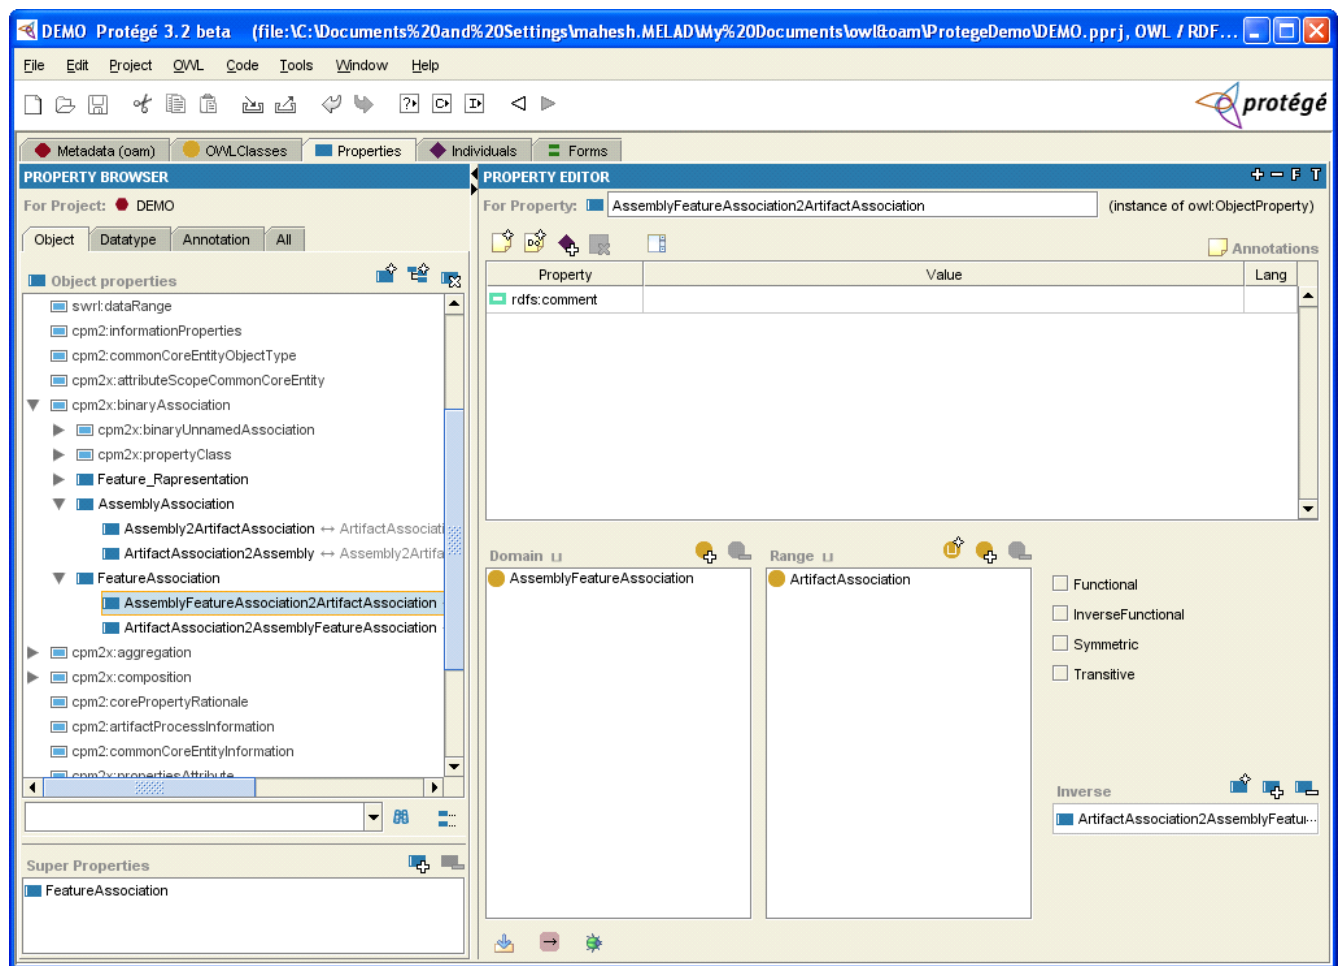 DEMO Protégé 3.2 beta (file:\C:\Documents%20and%20Settings\mahesh.MELAD\My%20Documents\owl&oam\ProtegeDemo\DEMO.pprj, OWL / RDF...
File Edit Project OWL Code Tools Window Help
protégé
Metadata (oam) OWLClasses Properties Individuals Forms
PROPERTY BROWSER
For Project: DEMO
Object Datatype Annotation All
Object properties
swrl:dataRange
cpm2:informationProperties
cpm2:commonCoreEntityObjectType
cpm2x:attributeScopeCommonCoreEntity
cpm2x:binaryAssociation
cpm2x:binaryUnnamedAssociation
cpm2x:propertyClass
Feature_Rapresentation
AssemblyAssociation
Assembly2ArtifactAssociation ↔ ArtifactAssociati
ArtifactAssociation2Assembly ↔ Assembly2Artifa
FeatureAssociation
AssemblyFeatureAssociation2ArtifactAssociation
ArtifactAssociation2AssemblyFeatureAssociation
cpm2x:aggregation
cpm2x:composition
cpm2:corePropertyRationale
cpm2:artifactProcessInformation
cpm2:commonCoreEntityInformation
cpm2x:propertiesAttribute
Super Properties
FeatureAssociation
PROPERTY EDITOR
F T
For Property: AssemblyFeatureAssociation2ArtifactAssociation (instance of owl:ObjectProperty)
Annotations
Property Value Lang
rdfs:comment
Domain ⊔ Range ⊔
AssemblyFeatureAssociation ArtifactAssociation
Functional
InverseFunctional
Symmetric
Transitive
Inverse
ArtifactAssociation2AssemblyFeatur...